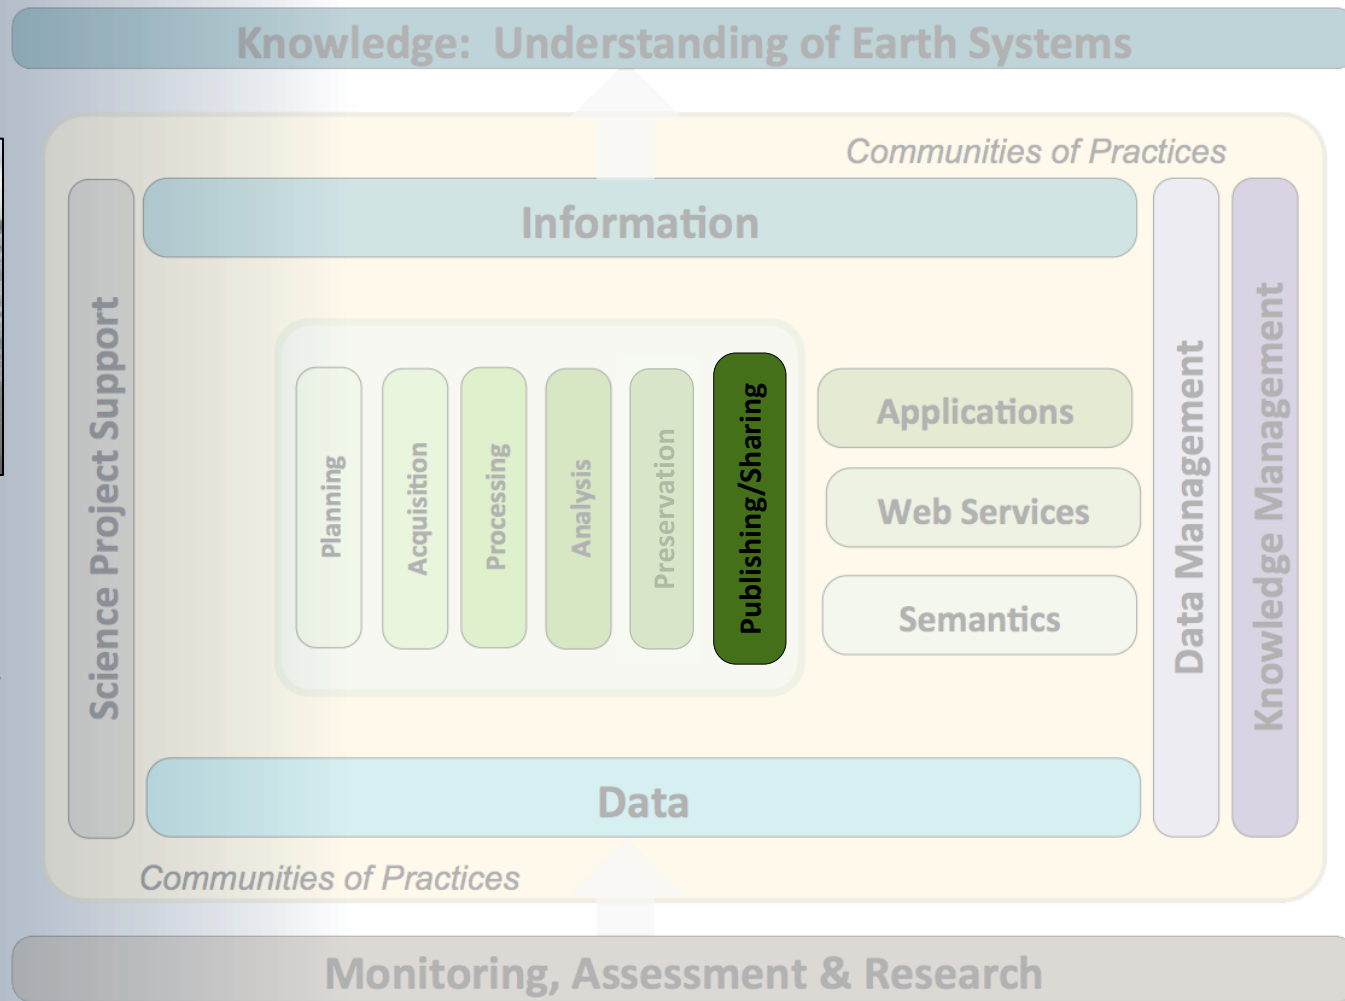 Knowledge:  Understanding of Earth Systems
Communities of Practices
Information
Science Project Support
Planning
Acquisition
Processing
Analysis
Preservation
Publishing/Sharing
Applications
Web Services
Semantics
Data Management
Knowledge Management
Data
Communities of Practices
Monitoring, Assessment & Research